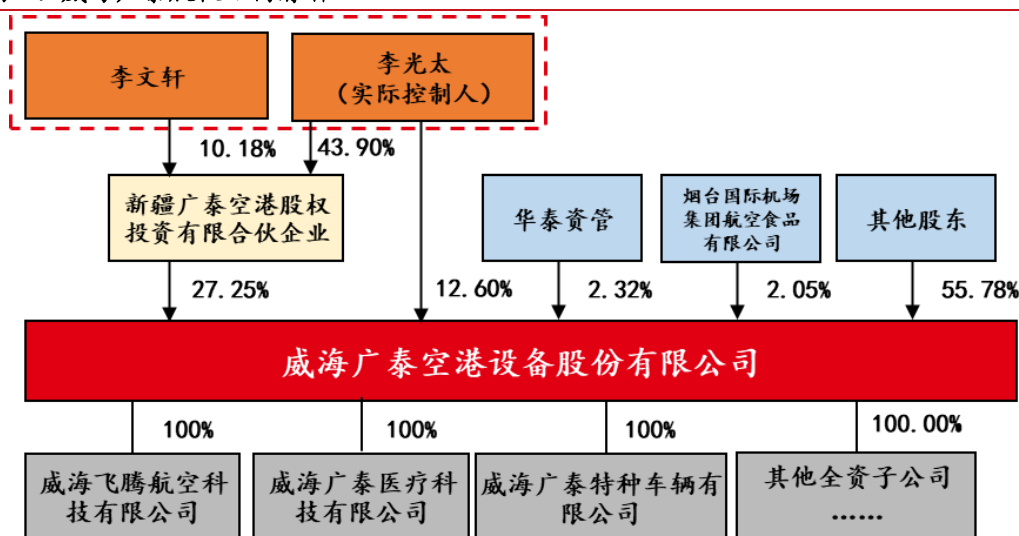 李文轩
李光太
（实际控制人）
10.18%
43.90%
新疆广泰空港股权
投资有限合伙企业
华泰资管
烟台国际机场
集团航空食品
有限公司
其他股东
27.25%
12.60%
2.32%
2.05%
55.78%
威海广泰空港设备股份有限公司
100%
100%
100%
100.00%
威海飞腾航空科
技有限公司
威海广泰医疗科
技有限公司
威海广泰特种车辆有
限公司
其他全资子公司
......